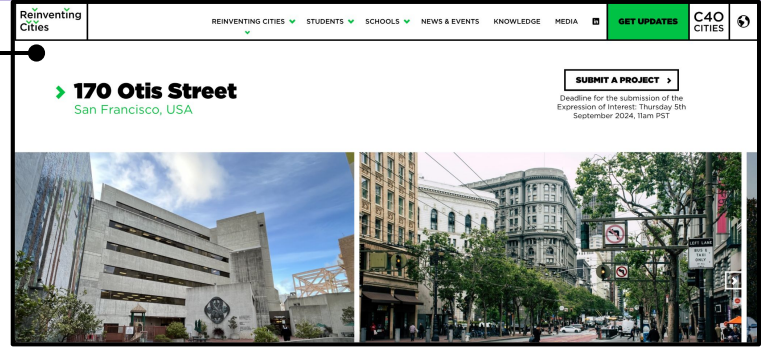 Reinventing
Cities
REINVENTING CITIES
STUDENTS
SCHOOLS
NEWS & EVENTS
KNOWLEDGE
MEDIA
in
GET UPDATES
C40
CITIES
170 Otis Street
San Francisco, USA
SUBMIT A PROJECT
Deadline for the submission of the
Expression of Interest: Thursday 5th
September 2024, 11am PST
LEFT LANE
BUS &
TAXI
ONLY